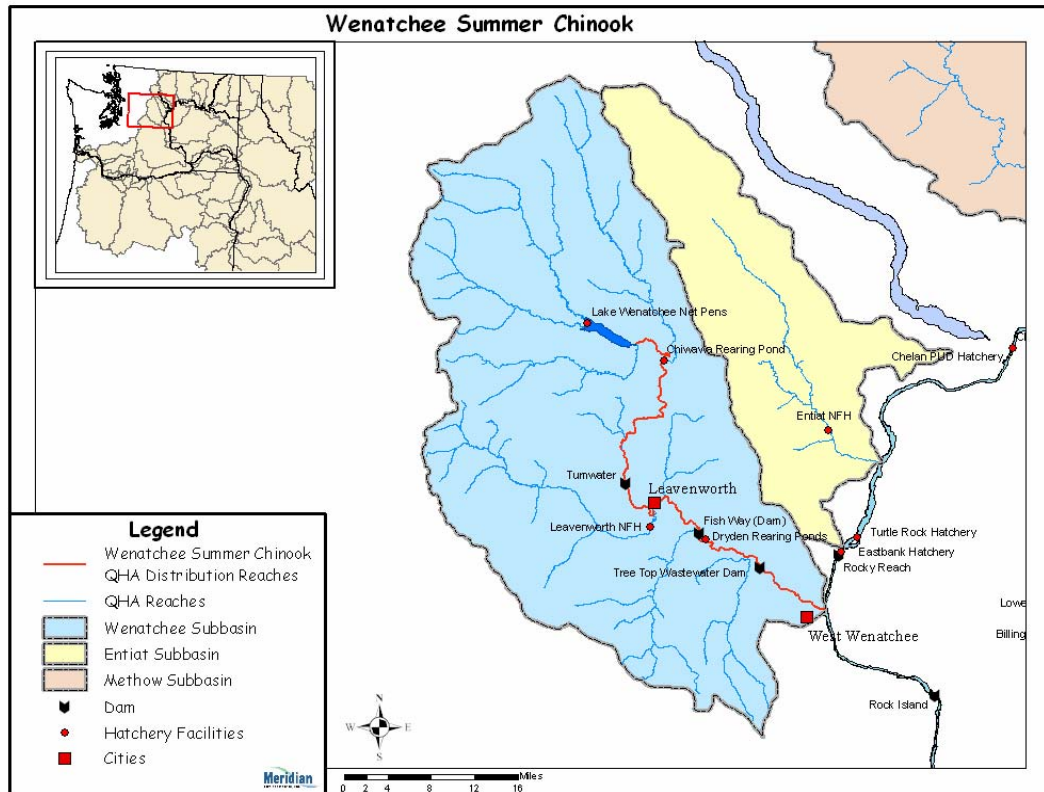 Wenatchee Summer Chinook
Lake Wenatchee Net Pens
Chiwawa Rearing Pond
Chelan PUD Hatchery
Entiat NFH
Tumwater
Leavenworth
Leavenworth NFH
Fish Way (Dam)
Dryden Rearing Ponds
Turtle Rock Hatchery
Eastbank Hatchery
Rocky Reach
Tree Top Wastewater Dam
Lowe
West Wenatchee
Billing
Rock Island
Legend
Wenatchee Summer Chinook
QHA Distribution Reaches
QHA Reaches
Wenatchee Subbasin
Entiat Subbasin
Methow Subbasin
Dam
Hatchery Facilities
Cities
Meridian
N
W
E
S
Miles
0 2 4 8 12 16